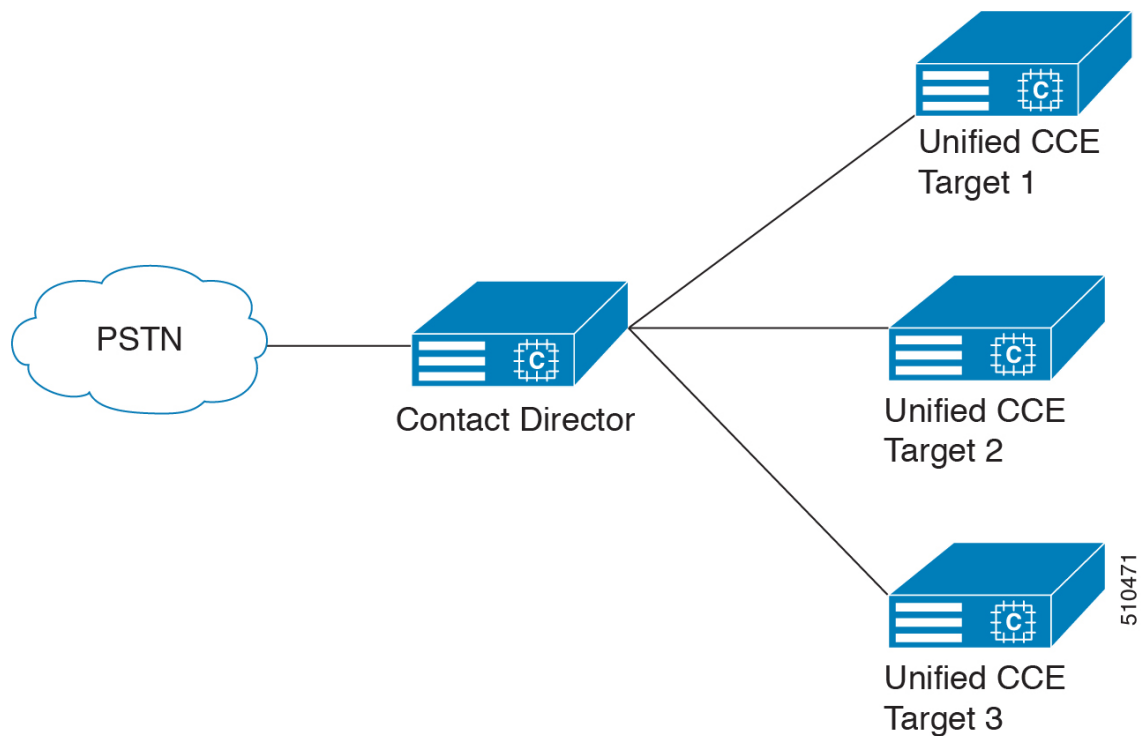 PSTN
Contact Director
C
Unified CCE
Target 1
C
Unified CCE
Target 2
C
Unified CCE
Target 3
C
510471